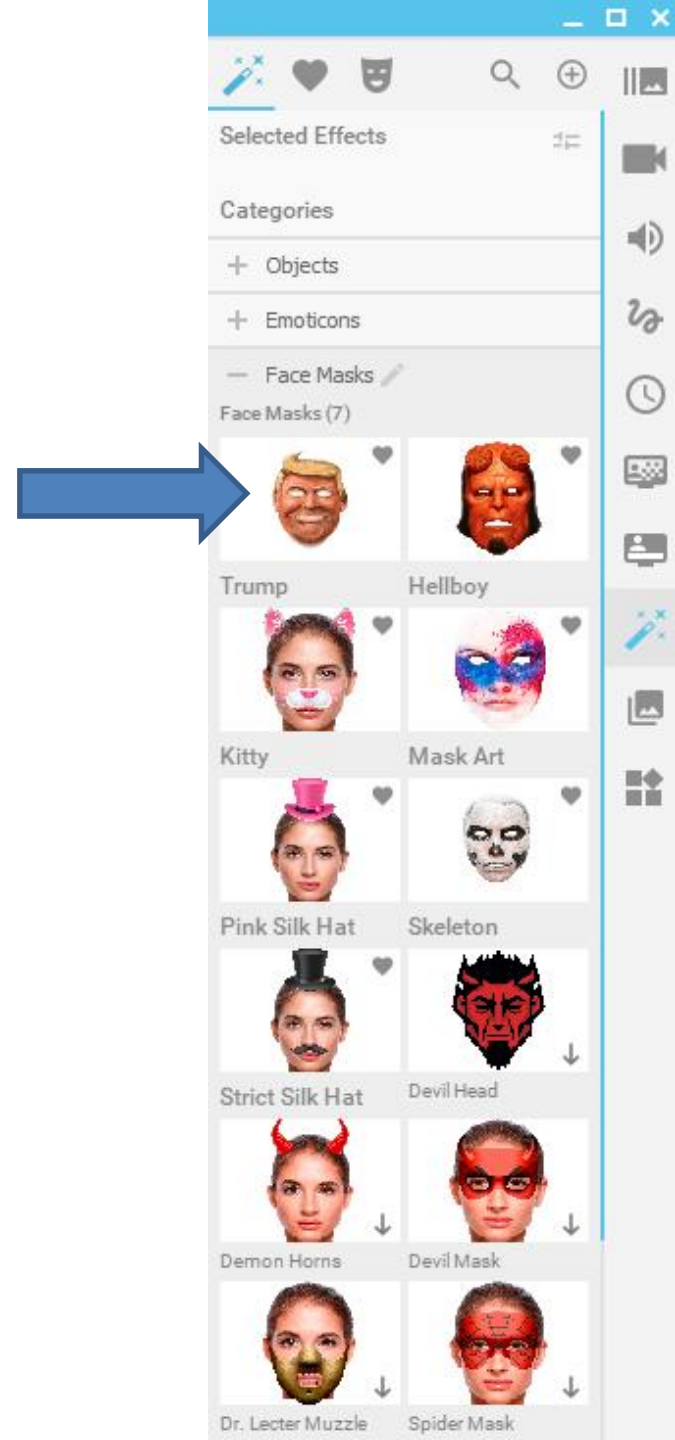 Selected Effects
Categories
Objects
Emoticons
Face Masks
Face Masks (7)
Trump Hellboy
Kitty Mask Art
Pink Silk Hat Skeleton
Strict Silk Hat Devil Head
Demon Horns Devil Mask
Dr. Lecter Muzzle Spider Mask